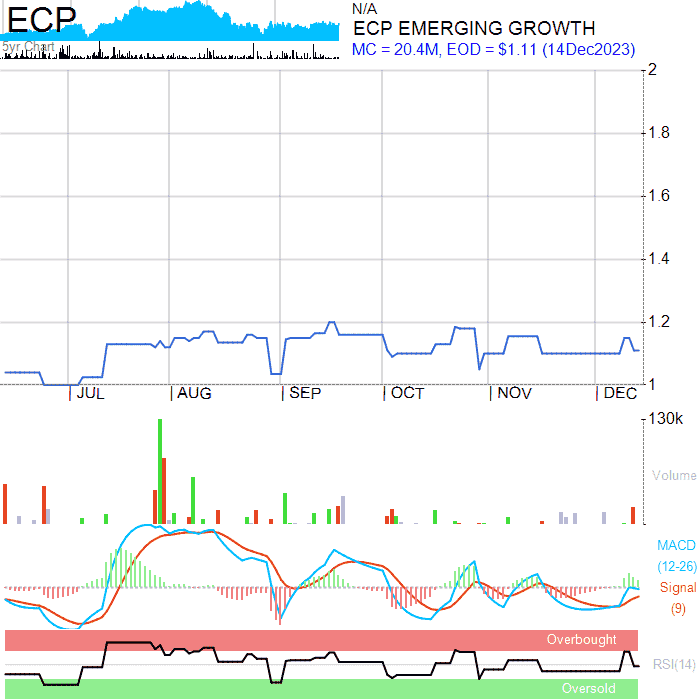 ECP
5yr Chart
N/A
ECP EMERGING GROWTH
MC = 20.4M, EOD = $1.11 (14Dec2023)
2
1.8
1.6
1.4
1.2
1
JUL AUG SEP OCT NOV DEC
130k
Volume
MACD
(12-26)
Signal
(9)
Overbought
RSI(14)
Oversold